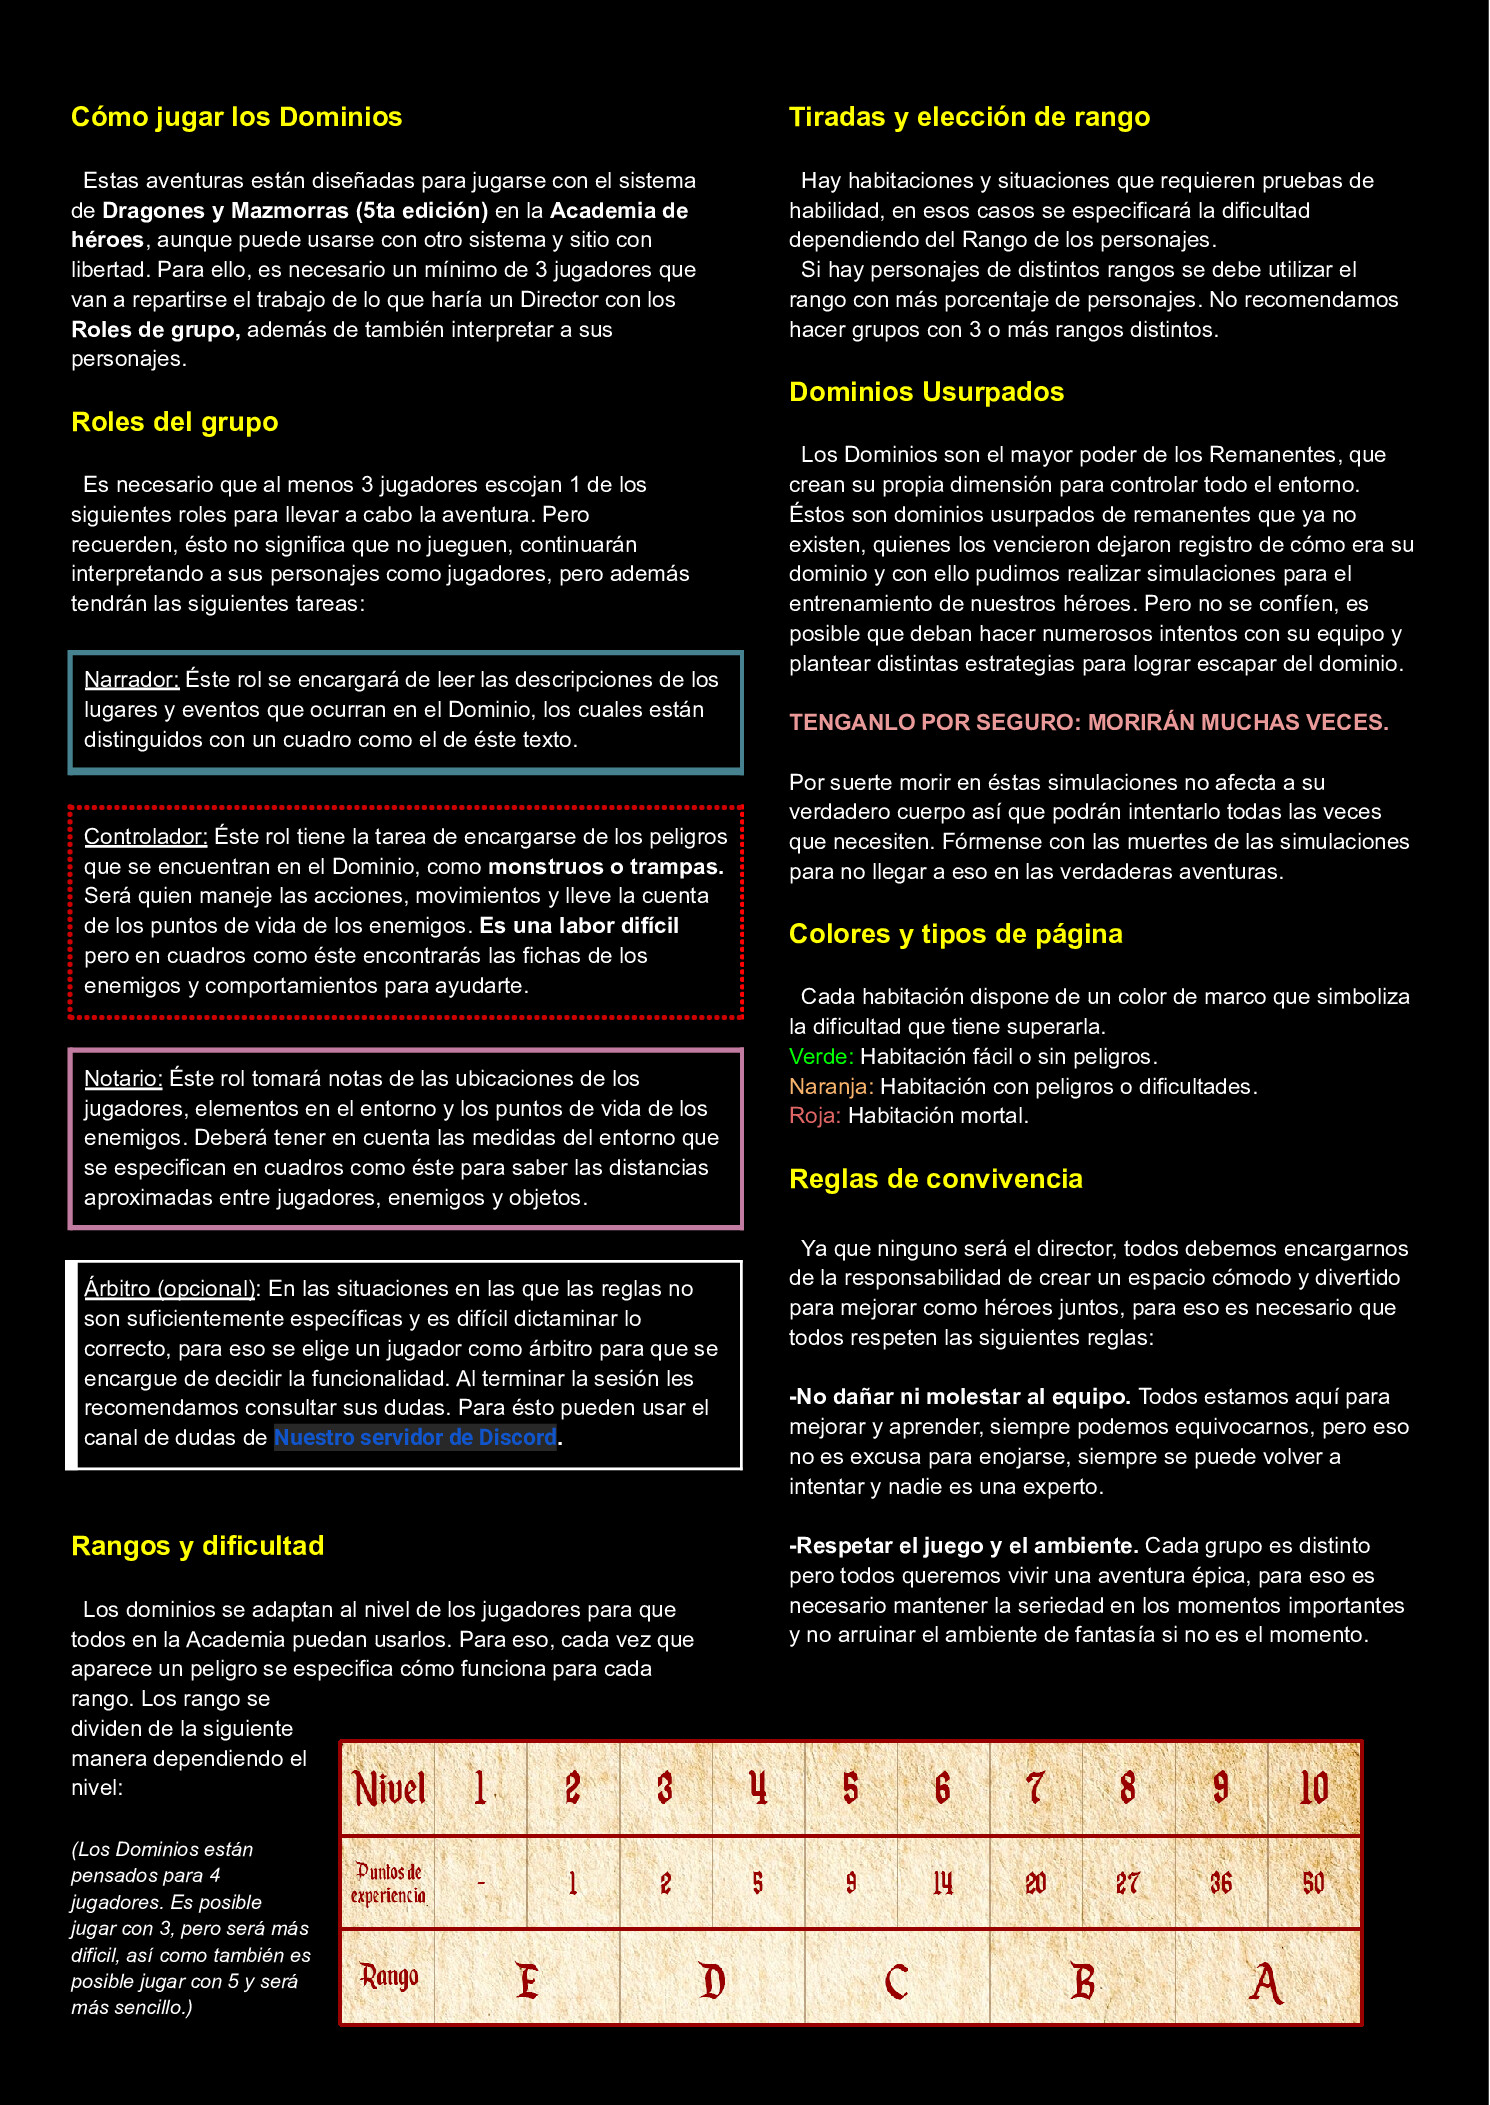 Cómo jugar los Dominios
Estas aventuras están diseñadas para jugarse con el sistema
de Dragones y Mazmorras (5ta edición) en la Academia de
héroes, aunque puede usarse con otro sistema y sitio con
libertad. Para ello, es necesario un mínimo de 3 jugadores que
van a repartirse el trabajo de lo que haría un Director con los
Roles de grupo, además de también interpretar a sus
personajes.
Roles del grupo
Es necesario que al menos 3 jugadores escojan 1 de los
siguientes roles para llevar a cabo la aventura. Pero
recuerden, ésto no significa que no jueguen, continuarán
interpretando a sus personajes como jugadores, pero además
tendrán las siguientes tareas:
Narrador: Éste rol se encargará de leer las descripciones de los
lugares y eventos que ocurran en el Dominio, los cuales están
distinguidos con un cuadro como el de éste texto.
Controlador: Éste rol tiene la tarea de encargarse de los peligros
que se encuentran en el Dominio, como monstruos o trampas.
Será quien maneje las acciones, movimientos y lleve la cuenta
de los puntos de vida de los enemigos. Es una labor difícil
pero en cuadros como éste encontrarás las fichas de los
enemigos y comportamientos para ayudarte.
Notario: Éste rol tomará notas de las ubicaciones de los
jugadores, elementos en el entorno y los puntos de vida de los
enemigos. Deberá tener en cuenta las medidas del entorno que
se especifican en cuadros como éste para saber las distancias
aproximadas entre jugadores, enemigos y objetos.
Árbitro (opcional): En las situaciones en las que las reglas no
son suficientemente específicas y es difícil dictaminar lo
correcto, para eso se elige un jugador como árbitro para que se
encargue de decidir la funcionalidad. Al terminar la sesión les
recomendamos consultar sus dudas. Para ésto pueden usar el
canal de dudas de Nuestro servidor de Discord.
Rangos y dificultad
Los dominios se adaptan al nivel de los jugadores para que
todos en la Academia puedan usarlos. Para eso, cada vez que
aparece un peligro se especifica cómo funciona para cada
rango. Los rango se
dividen de la siguiente
manera dependiendo el
nivel:
(Los Dominios están
pensados para 4
jugadores. Es posible
jugar con 3, pero será más
dificil, así como también es
posible jugar con 5 y será
más sencillo.)
Tiradas y elección de rango
Hay habitaciones y situaciones que requieren pruebas de
habilidad, en esos casos se especificará la dificultad
dependiendo del Rango de los personajes.
Si hay personajes de distintos rangos se debe utilizar el
rango con más porcentaje de personajes. No recomendamos
hacer grupos con 3 o más rangos distintos.
Dominios Usurpados
Los Dominios son el mayor poder de los Remanentes, que
crean su propia dimensión para controlar todo el entorno.
Éstos son dominios usurpados de remanentes que ya no
existen, quienes los vencieron dejaron registro de cómo era su
dominio y con ello pudimos realizar simulaciones para el
entrenamiento de nuestros héroes. Pero no se confíen, es
posible que deban hacer numerosos intentos con su equipo y
plantear distintas estrategias para lograr escapar del dominio.
TENGANLO POR SEGURO: MORIRÁN MUCHAS VECES.
Por suerte morir en éstas simulaciones no afecta a su
verdadero cuerpo así que podrán intentarlo todas las veces
que necesiten. Fórmense con las muertes de las simulaciones
para no llegar a eso en las verdaderas aventuras.
Colores y tipos de página
Cada habitación dispone de un color de marco que simboliza
la dificultad que tiene superarla.
Verde: Habitación fácil o sin peligros.
Naranja: Habitación con peligros o dificultades.
Roja: Habitación mortal.
Reglas de convivencia
Ya que ninguno será el director, todos debemos encargarnos
de la responsabilidad de crear un espacio cómodo y divertido
para mejorar como héroes juntos, para eso es necesario que
todos respeten las siguientes reglas:
-No dañar ni molestar al equipo. Todos estamos aquí para
mejorar y aprender, siempre podemos equivocarnos, pero eso
no es excusa para enojarse, siempre se puede volver a
intentar y nadie es una experto.
-Respetar el juego y el ambiente. Cada grupo es distinto
pero todos queremos vivir una aventura épica, para eso es
necesario mantener la seriedad en los momentos importantes
y no arruinar el ambiente de fantasía si no es el momento.
Nivel 1 2 3 4 5 6 7 8 9 10
Puntos de
experiencia - 1 2 5 9 14 20 27 36 50
Rango E D C B A